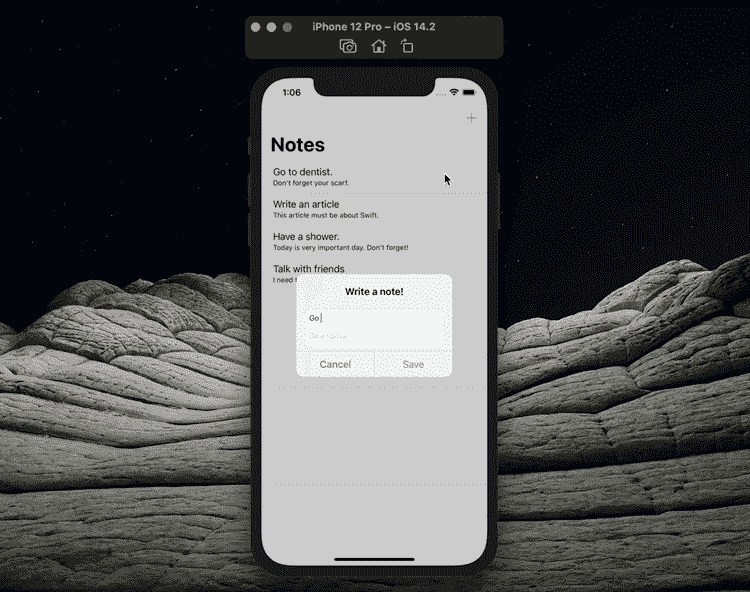 iPhone 12 Pro – iOS 14.2
1:06
Notes
Go to dentist.
Don't forget your scarf.
Write an article
This article must be about Swift.
Have a shower.
Today is very important day. Don't forget!
Talk with friends
I need
Write a note!
Go
Cancel
Save